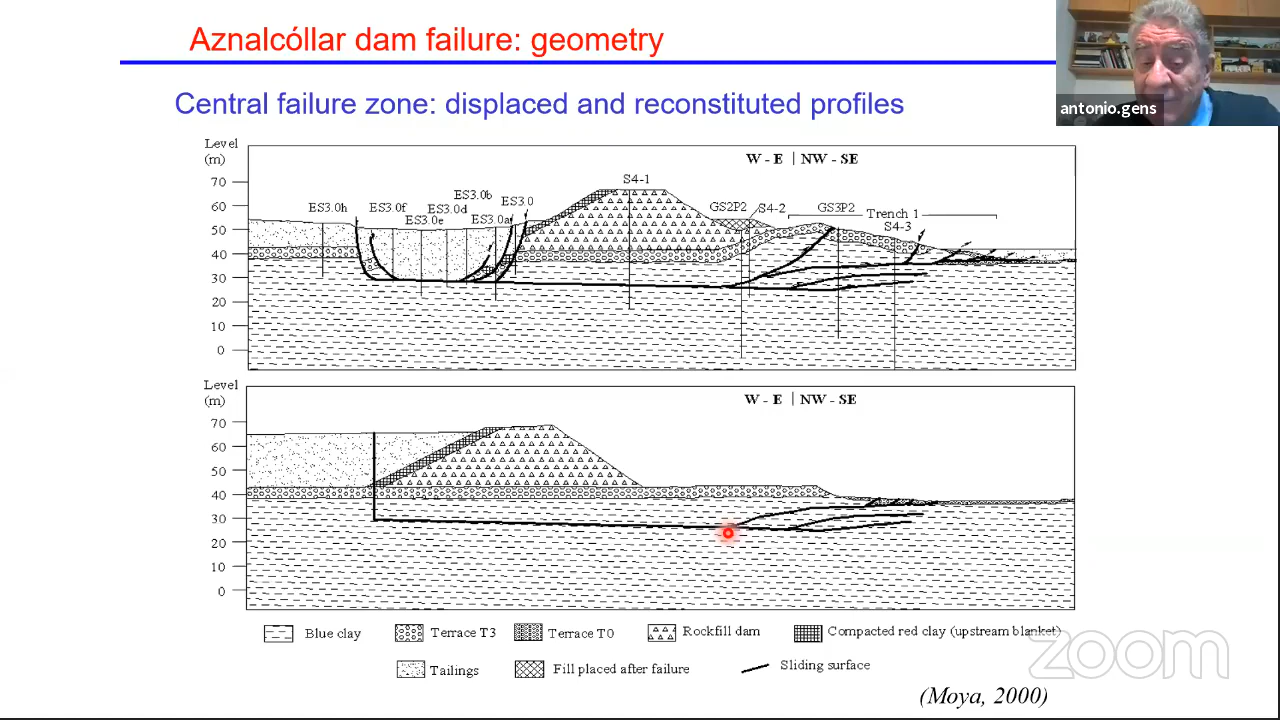 Aznalcóllar dam failure: geometry
antonio.gens
Central failure zone: displaced and reconstituted profiles
Level
(m)
W - E | NW - SE
70
60
50
40
30
20
10
0
ES3.0h
ES3.0f
ES3.0e
ES3.0d
ES3.0b
ES3.0a
ES3.0
S4-1
GS2P2
S4-2
GS3P2
Trench 1
S4-3
Level
(m)
W - E | NW - SE
70
60
50
40
30
20
10
0
Blue clay
Terrace T3
Terrace T0
Rockfill dam
Compacted red clay (upstream blanket)
Tailings
Fill placed after failure
Sliding surface
zoom
(Moya, 2000)